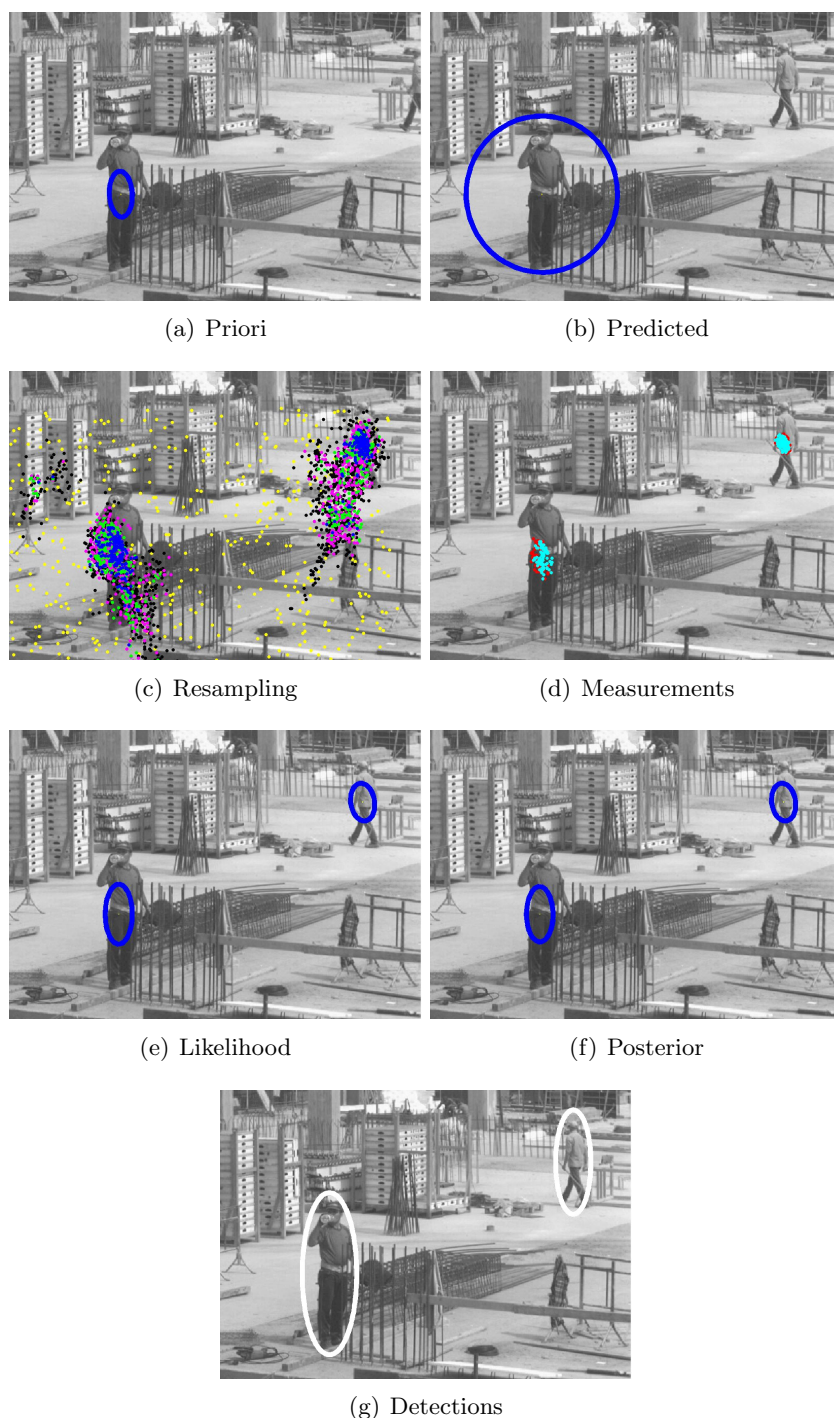 (a) Priori
(b) Predicted
(c) Resampling
(d) Measurements
(e) Likelihood
(f) Posterior
(g) Detections